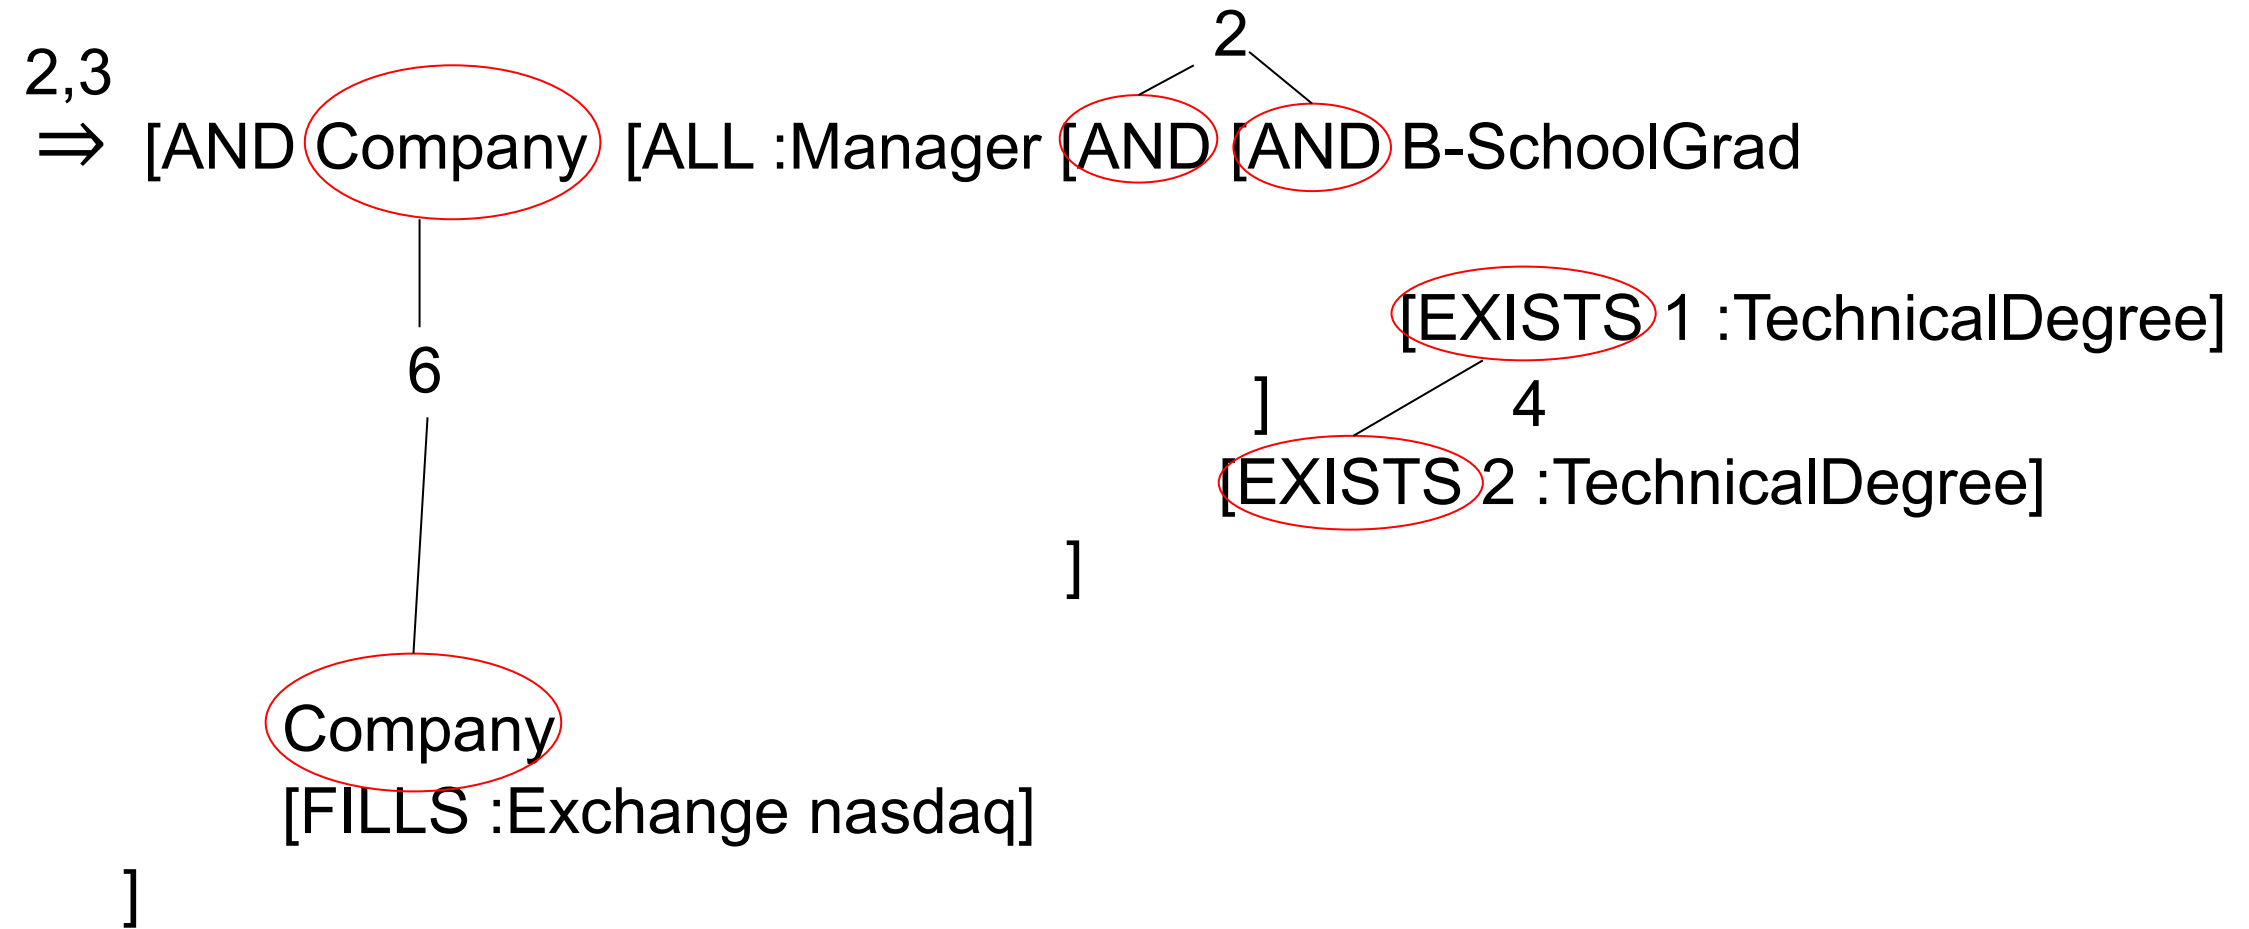 2
2,3
⇒ [AND Company [ALL :Manager [AND [AND B-SchoolGrad
[EXISTS 1 :TechnicalDegree]
6
] 4
[EXISTS 2 :TechnicalDegree]
]
Company
[FILLS :Exchange nasdaq]
]